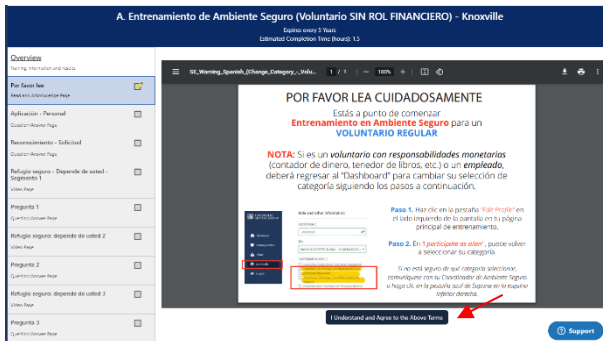 A. Entrenamiento de Ambiente Seguro (Voluntario SIN ROL FINANCIERO) - Knoxville
Expires every 5 Years
Estimated Completion Time (hours): 1.5
Overview
Training information and results
Por favor lee
Read and Acknowledge Page
Aplicación - Personal
Question/Answer Page
Reconocimiento - Solicitud
Question/Answer Page
Refugio seguro - Depende de usted - Segmento 1
Video Page
Pregunta 1
Question/Answer Page
Refugio seguro: depende de usted 2
Video Page
Pregunta 2
Question/Answer Page
Refugio seguro: depende de usted 3
Video Page
Pregunta 3
Question/Answer Page
SE_Warning_Spanish_(Change_Category_-_Volu...
1 / 1
100%
POR FAVOR LEA CUIDADOSAMENTE
Estás a punto de comenzar
Entrenamiento en Ambiente Seguro para un
VOLUNTARIO REGULAR
NOTA: Si es un voluntario con responsabilidades monetarias
(contador de dinero, tenedor de libros, etc.) o un empleado,
deberá regresar al "Dashboard" para cambiar su selección de
categoría siguiendo los pasos a continuación.
Role and other information
Paso 1. Haz clic en la pestaña "Edit Profile" en
el lado izquierdo de la pantalla en tu página
principal de entrenamiento.
Paso 2. En "I participate as a/an", puede volver
a seleccionar su categoría.
Si no está seguro de qué categoría seleccionar,
comuníquese con su Coordinador de Ambiente Seguro
o haga clic en la pestaña azul de Support en la esquina
inferior derecha.
I Understand and Agree to the Above Terms
Support